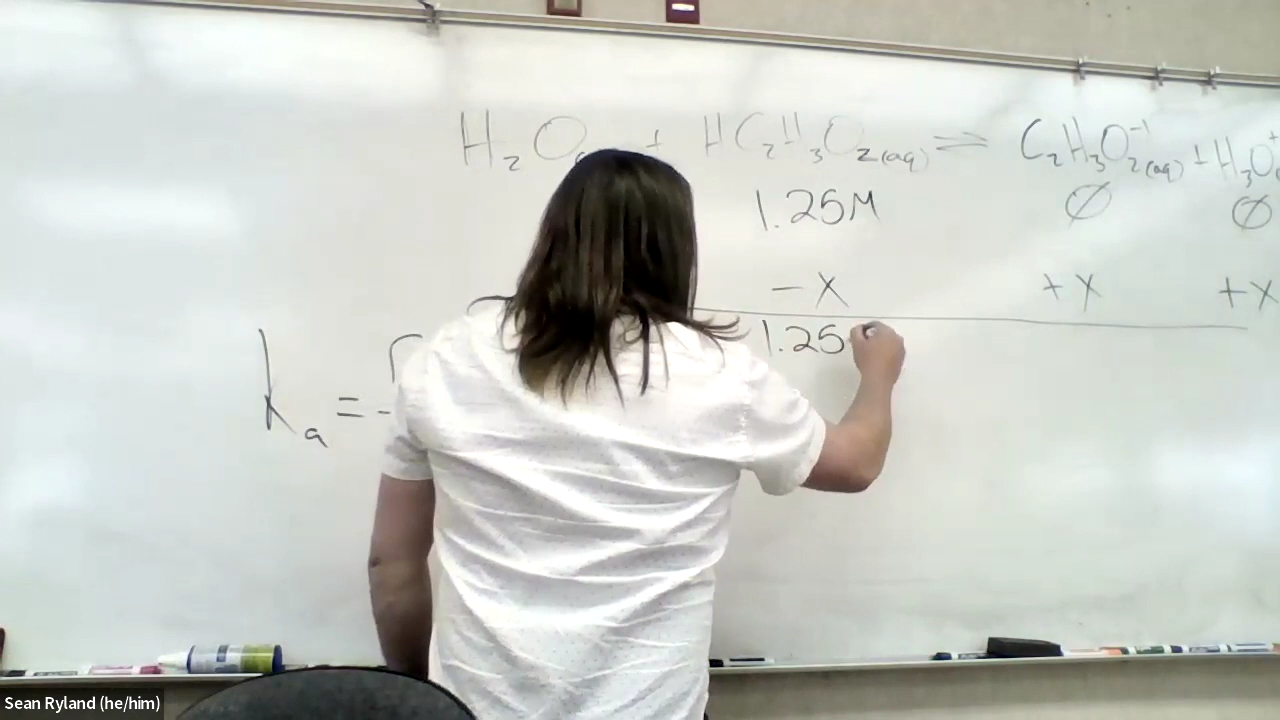 H₂O + HC₂H₃O₂(aq) ⇌ C₂H₃O₂⁻¹(aq) + H₃O⁺
1.25M ∅ ∅
-x +x +x
1.25
Ka = -
Sean Ryland (he/him)